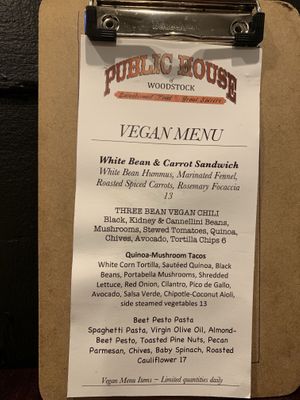 PUBLIC HOUSE
of
WOODSTOCK
VEGAN MENU
White Bean & Carrot Sandwich
White Bean Hummus, Marinated Fennel,
Roasted Spiced Carrots, Rosemary Focaccia
13
THREE BEAN VEGAN CHILI
Black, Kidney & Cannellini Beans,
Mushrooms, Stewed Tomatoes, Quinoa,
Chives, Avocado, Tortilla Chips 6
Quinoa-Mushroom Tacos
White Corn Tortilla, Sautéed Quinoa, Black
Beans, Portabella Mushrooms, Shredded
Lettuce, Red Onion, Cilantro, Pico de Gallo,
Avocado, Salsa Verde, Chipotle-Coconut Aioli,
side steamed vegetables 13
Beet Pesto Pasta
Spaghetti Pasta, Virgin Olive Oil, Almond-
Beet Pesto, Toasted Pine Nuts, Pecan
Parmesan, Chives, Baby Spinach, Roasted
Cauliflower 17
Vegan Menu Items ~ Limited quantities daily